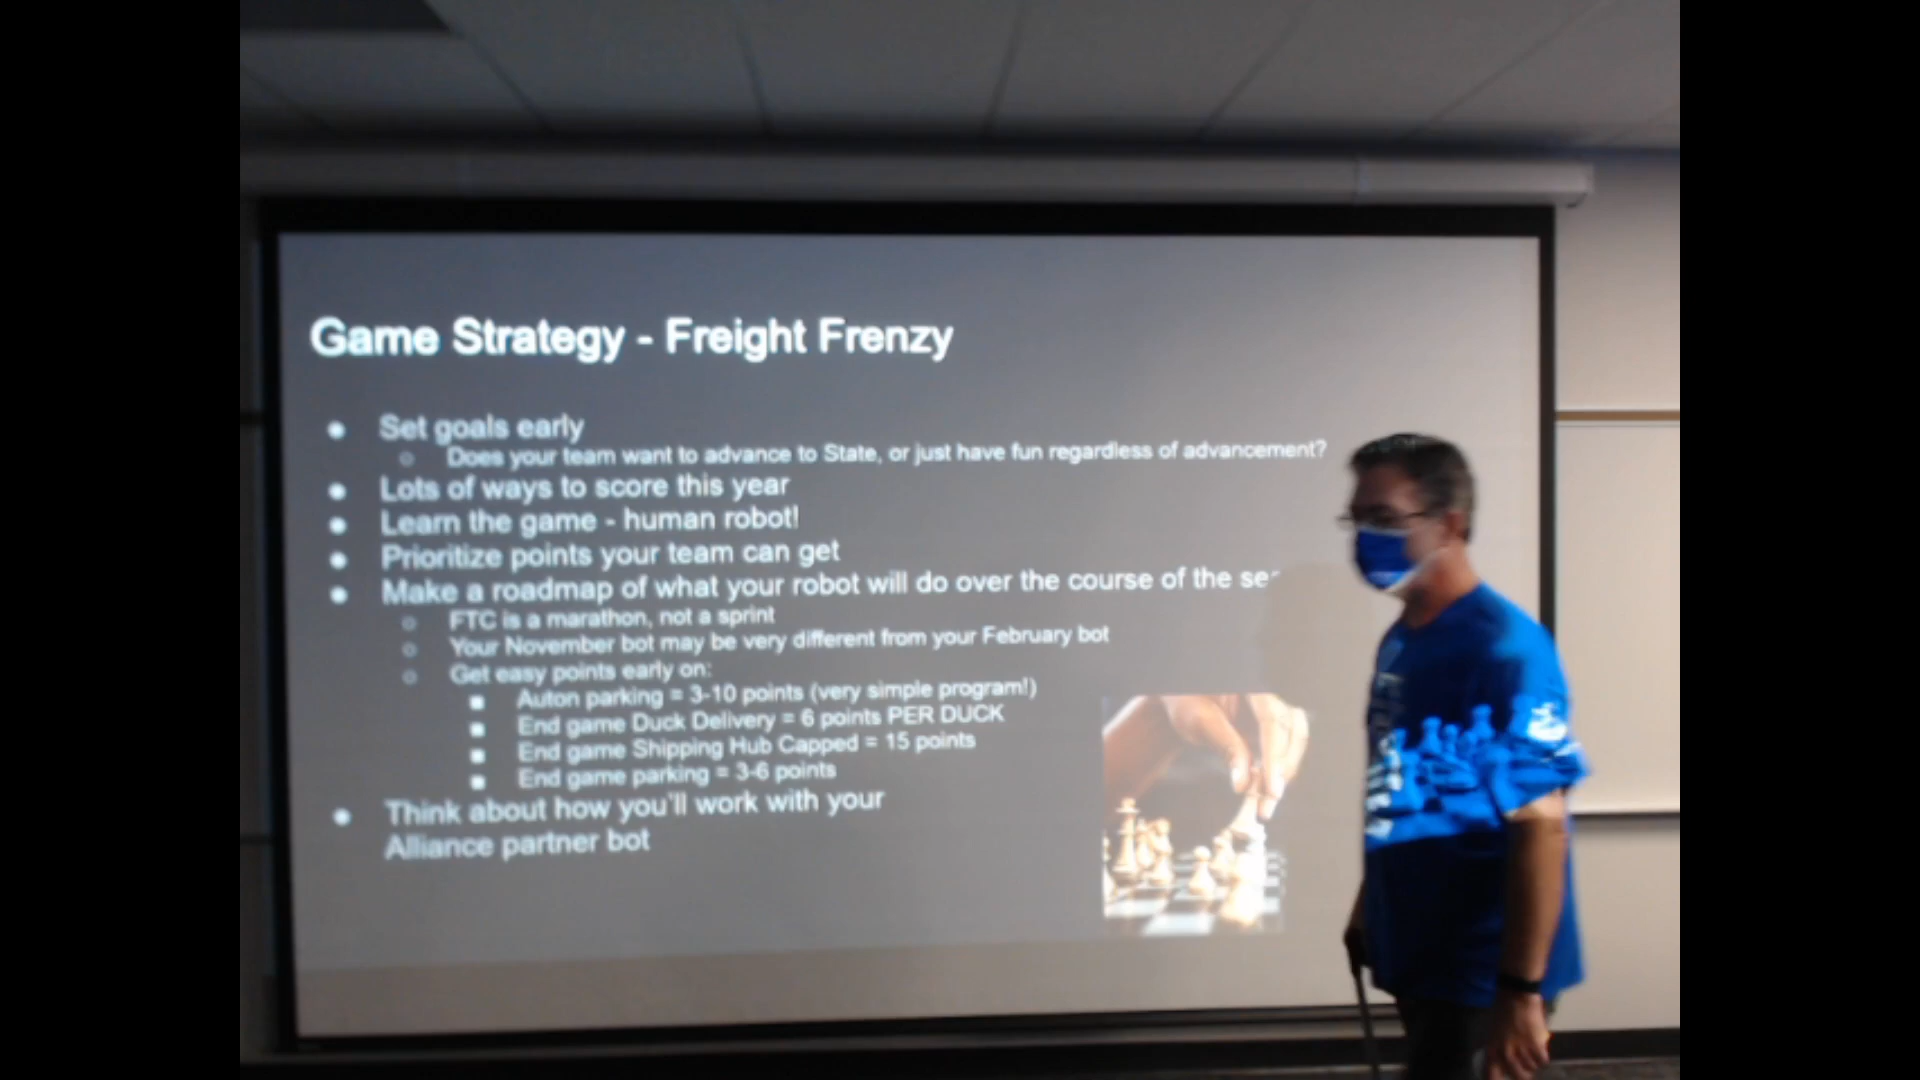 Game Strategy - Freight Frenzy
● Set goals early
○ Does your team want to advance to State, or just have fun regardless of advancement?
● Lots of ways to score this year
● Learn the game - human robot!
● Prioritize points your team can get
● Make a roadmap of what your robot will do over the course of the
○ FTC is a marathon, not a sprint
○ Your November bot may be very different from your February bot
○ Get easy points early on:
■ Auton parking = 3-10 points (very simple program!)
■ End game Duck Delivery = 6 points PER DUCK
■ End game Shipping Hub Capped = 15 points
■ End game parking = 3-6 points
● Think about how you'll work with your
Alliance partner bot